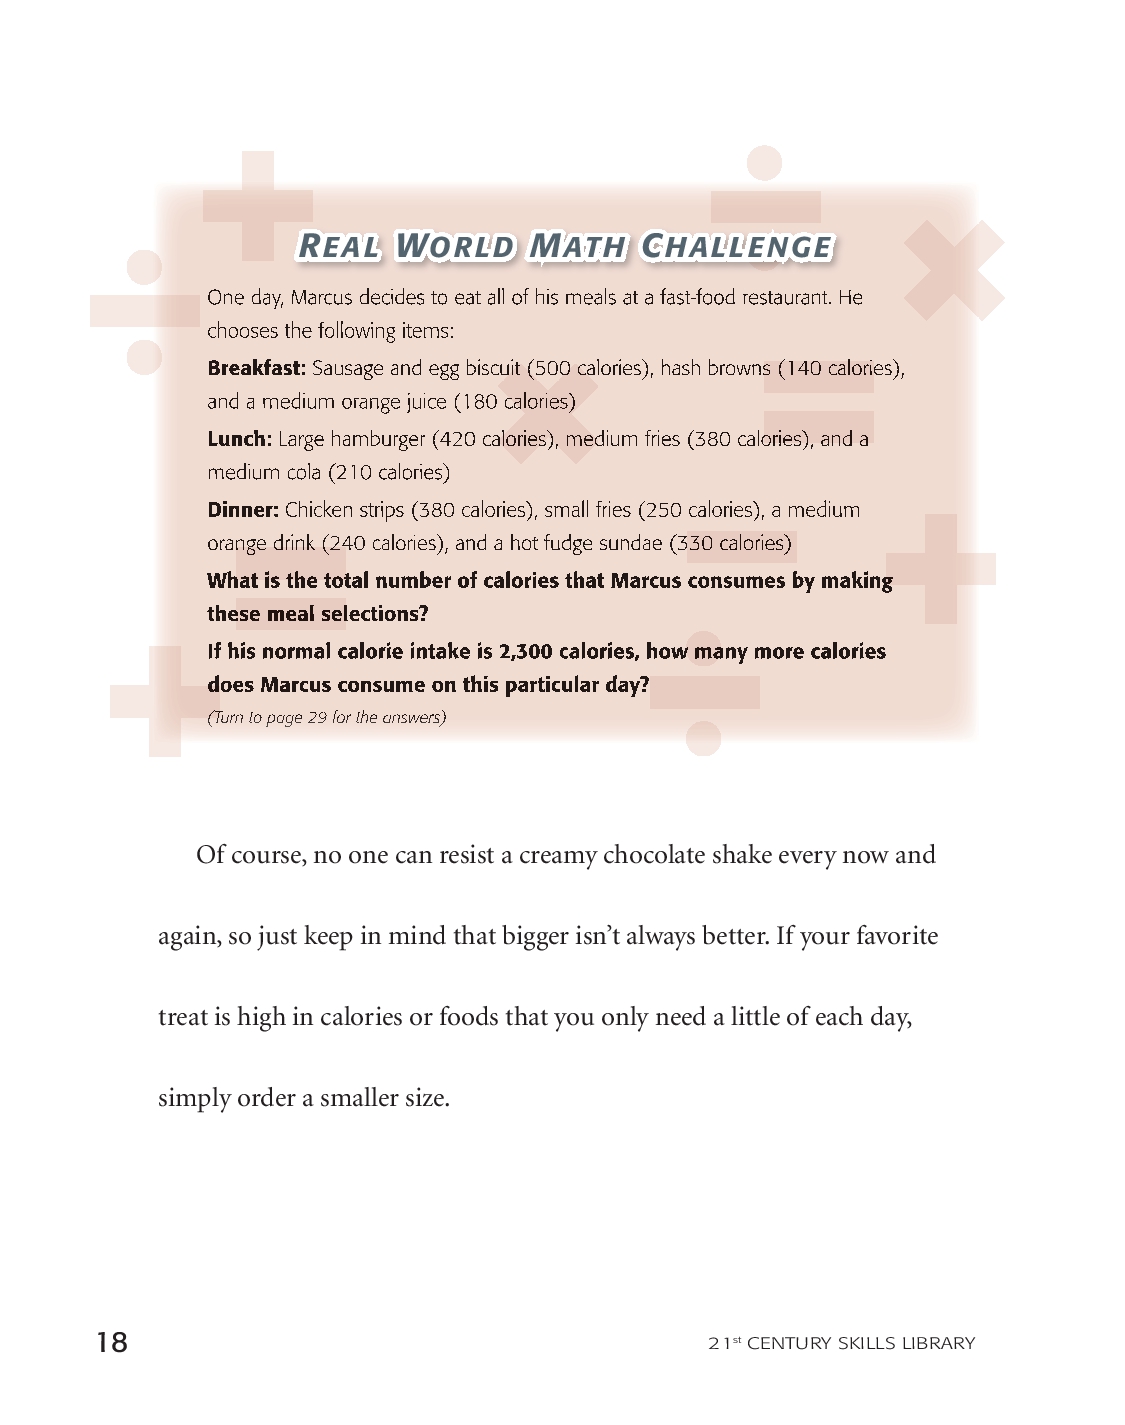 REAL WORLD MATH CHALLENGE
One day, Marcus decides to eat all of his meals at a fast-food restaurant. He
chooses the following items:
Breakfast: Sausage and egg biscuit (500 calories), hash browns (140 calories),
and a medium orange juice (180 calories)
Lunch: Large hamburger (420 calories), medium fries (380 calories), and a
medium cola (210 calories)
Dinner: Chicken strips (380 calories), small fries (250 calories), a medium
orange drink (240 calories), and a hot fudge sundae (330 calories)
What is the total number of calories that Marcus consumes by making
these meal selections?
If his normal calorie intake is 2,300 calories, how many more calories
does Marcus consume on this particular day?
(Turn to page 29 for the answers)
Of course, no one can resist a creamy chocolate shake every now and
again, so just keep in mind that bigger isn’t always better. If your favorite
treat is high in calories or foods that you only need a little of each day,
simply order a smaller size.
18
21st CENTURY SKILLS LIBRARY